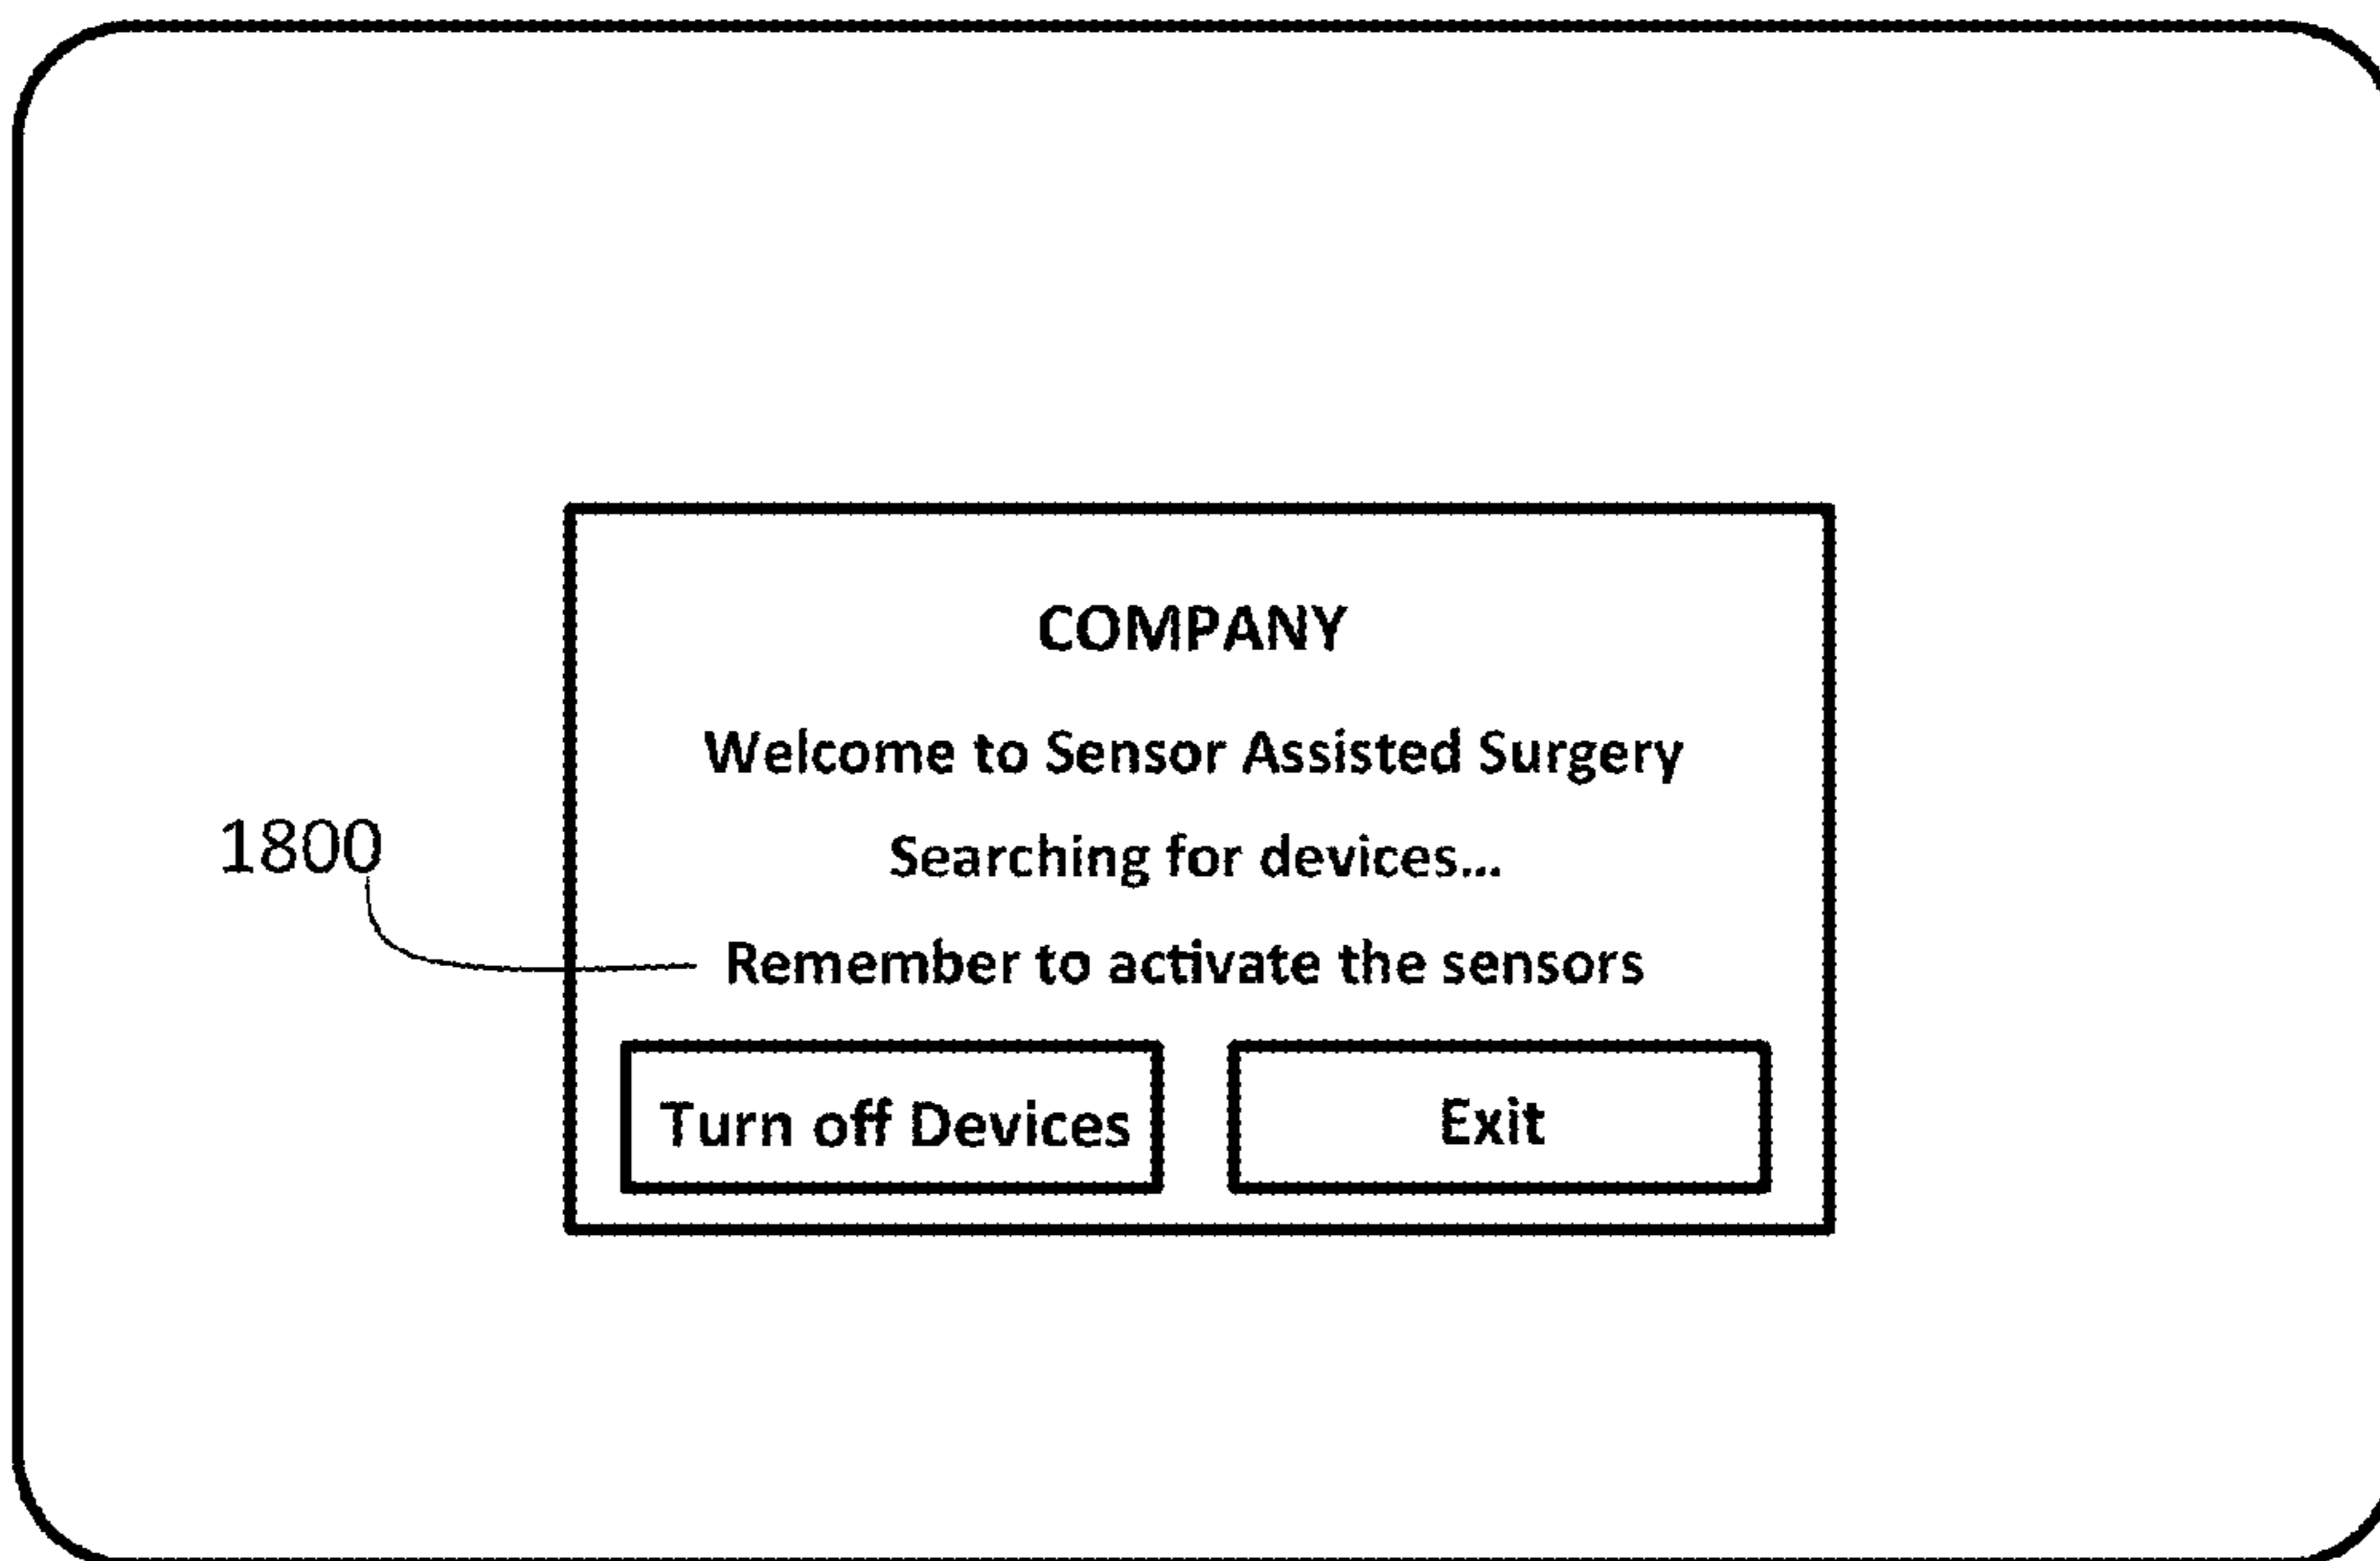 COMPANY
Welcome to Sensor Assisted Surgery
1800
Searching for devices...
Remember to activate the sensors
Turn off Devices
Exit